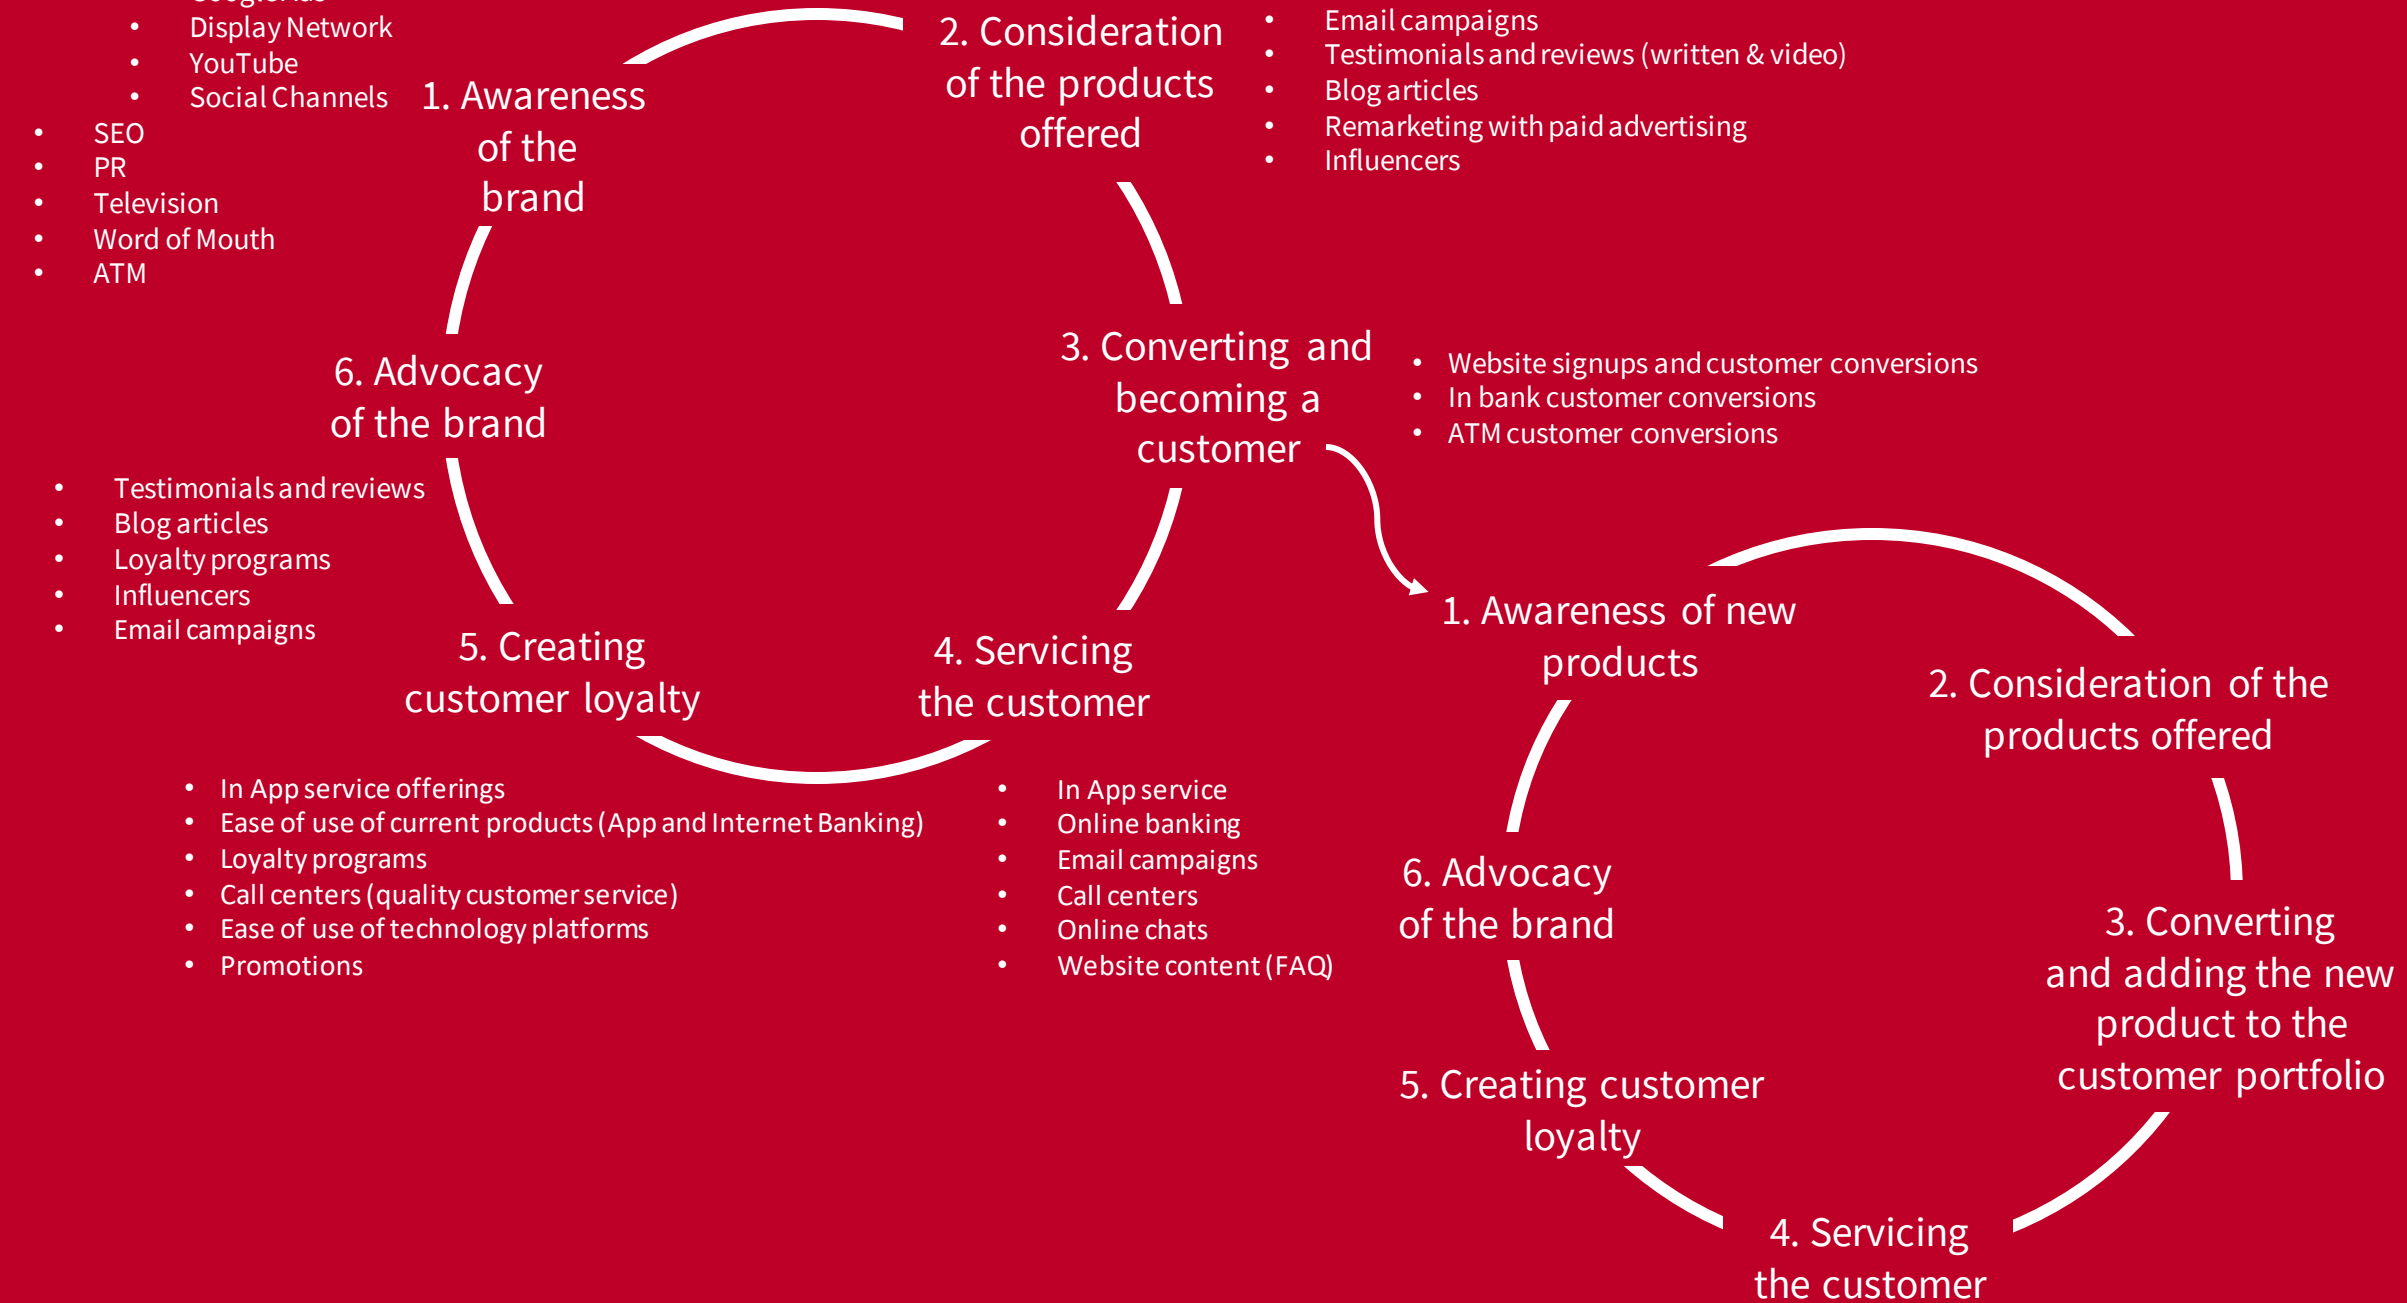 • Display Network
• YouTube
• Social Channels
• SEO
• PR
• Television
• Word of Mouth
• ATM
1. Awareness
of the
brand
2. Consideration
of the products
offered
• Email campaigns
• Testimonials and reviews (written & video)
• Blog articles
• Remarketing with paid advertising
• Influencers
3. Converting and
becoming a
customer
• Website signups and customer conversions
• In bank customer conversions
• ATM customer conversions
6. Advocacy
of the brand
• Testimonials and reviews
• Blog articles
• Loyalty programs
• Influencers
• Email campaigns
5. Creating
customer loyalty
4. Servicing
the customer
• In App service offerings
• Ease of use of current products (App and Internet Banking)
• Loyalty programs
• Call centers (quality customer service)
• Ease of use of technology platforms
• Promotions
• In App service
• Online banking
• Email campaigns
• Call centers
• Online chats
• Website content (FAQ)
1. Awareness of new
products
2. Consideration of the
products offered
3. Converting
and adding the new
product to the
customer portfolio
6. Advocacy
of the brand
5. Creating customer
loyalty
4. Servicing
the customer